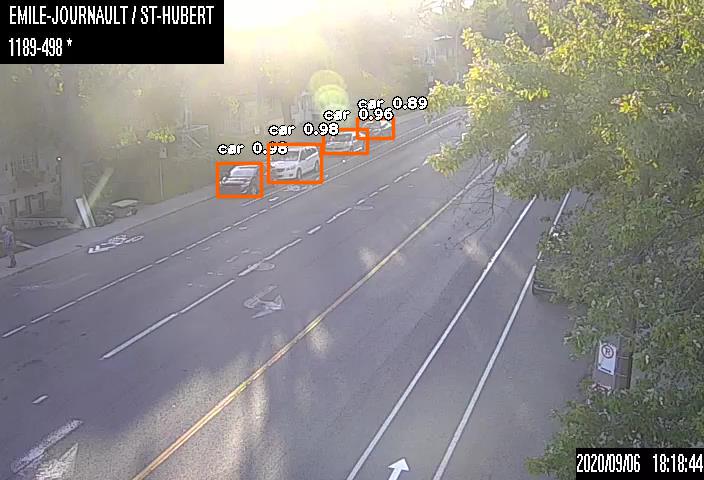 EMILE-JOURNAULT / ST-HUBERT
1189-498 *
car 0.89
car 0.96
car 0.98
car 0.98
2020/09/06 18:18:44